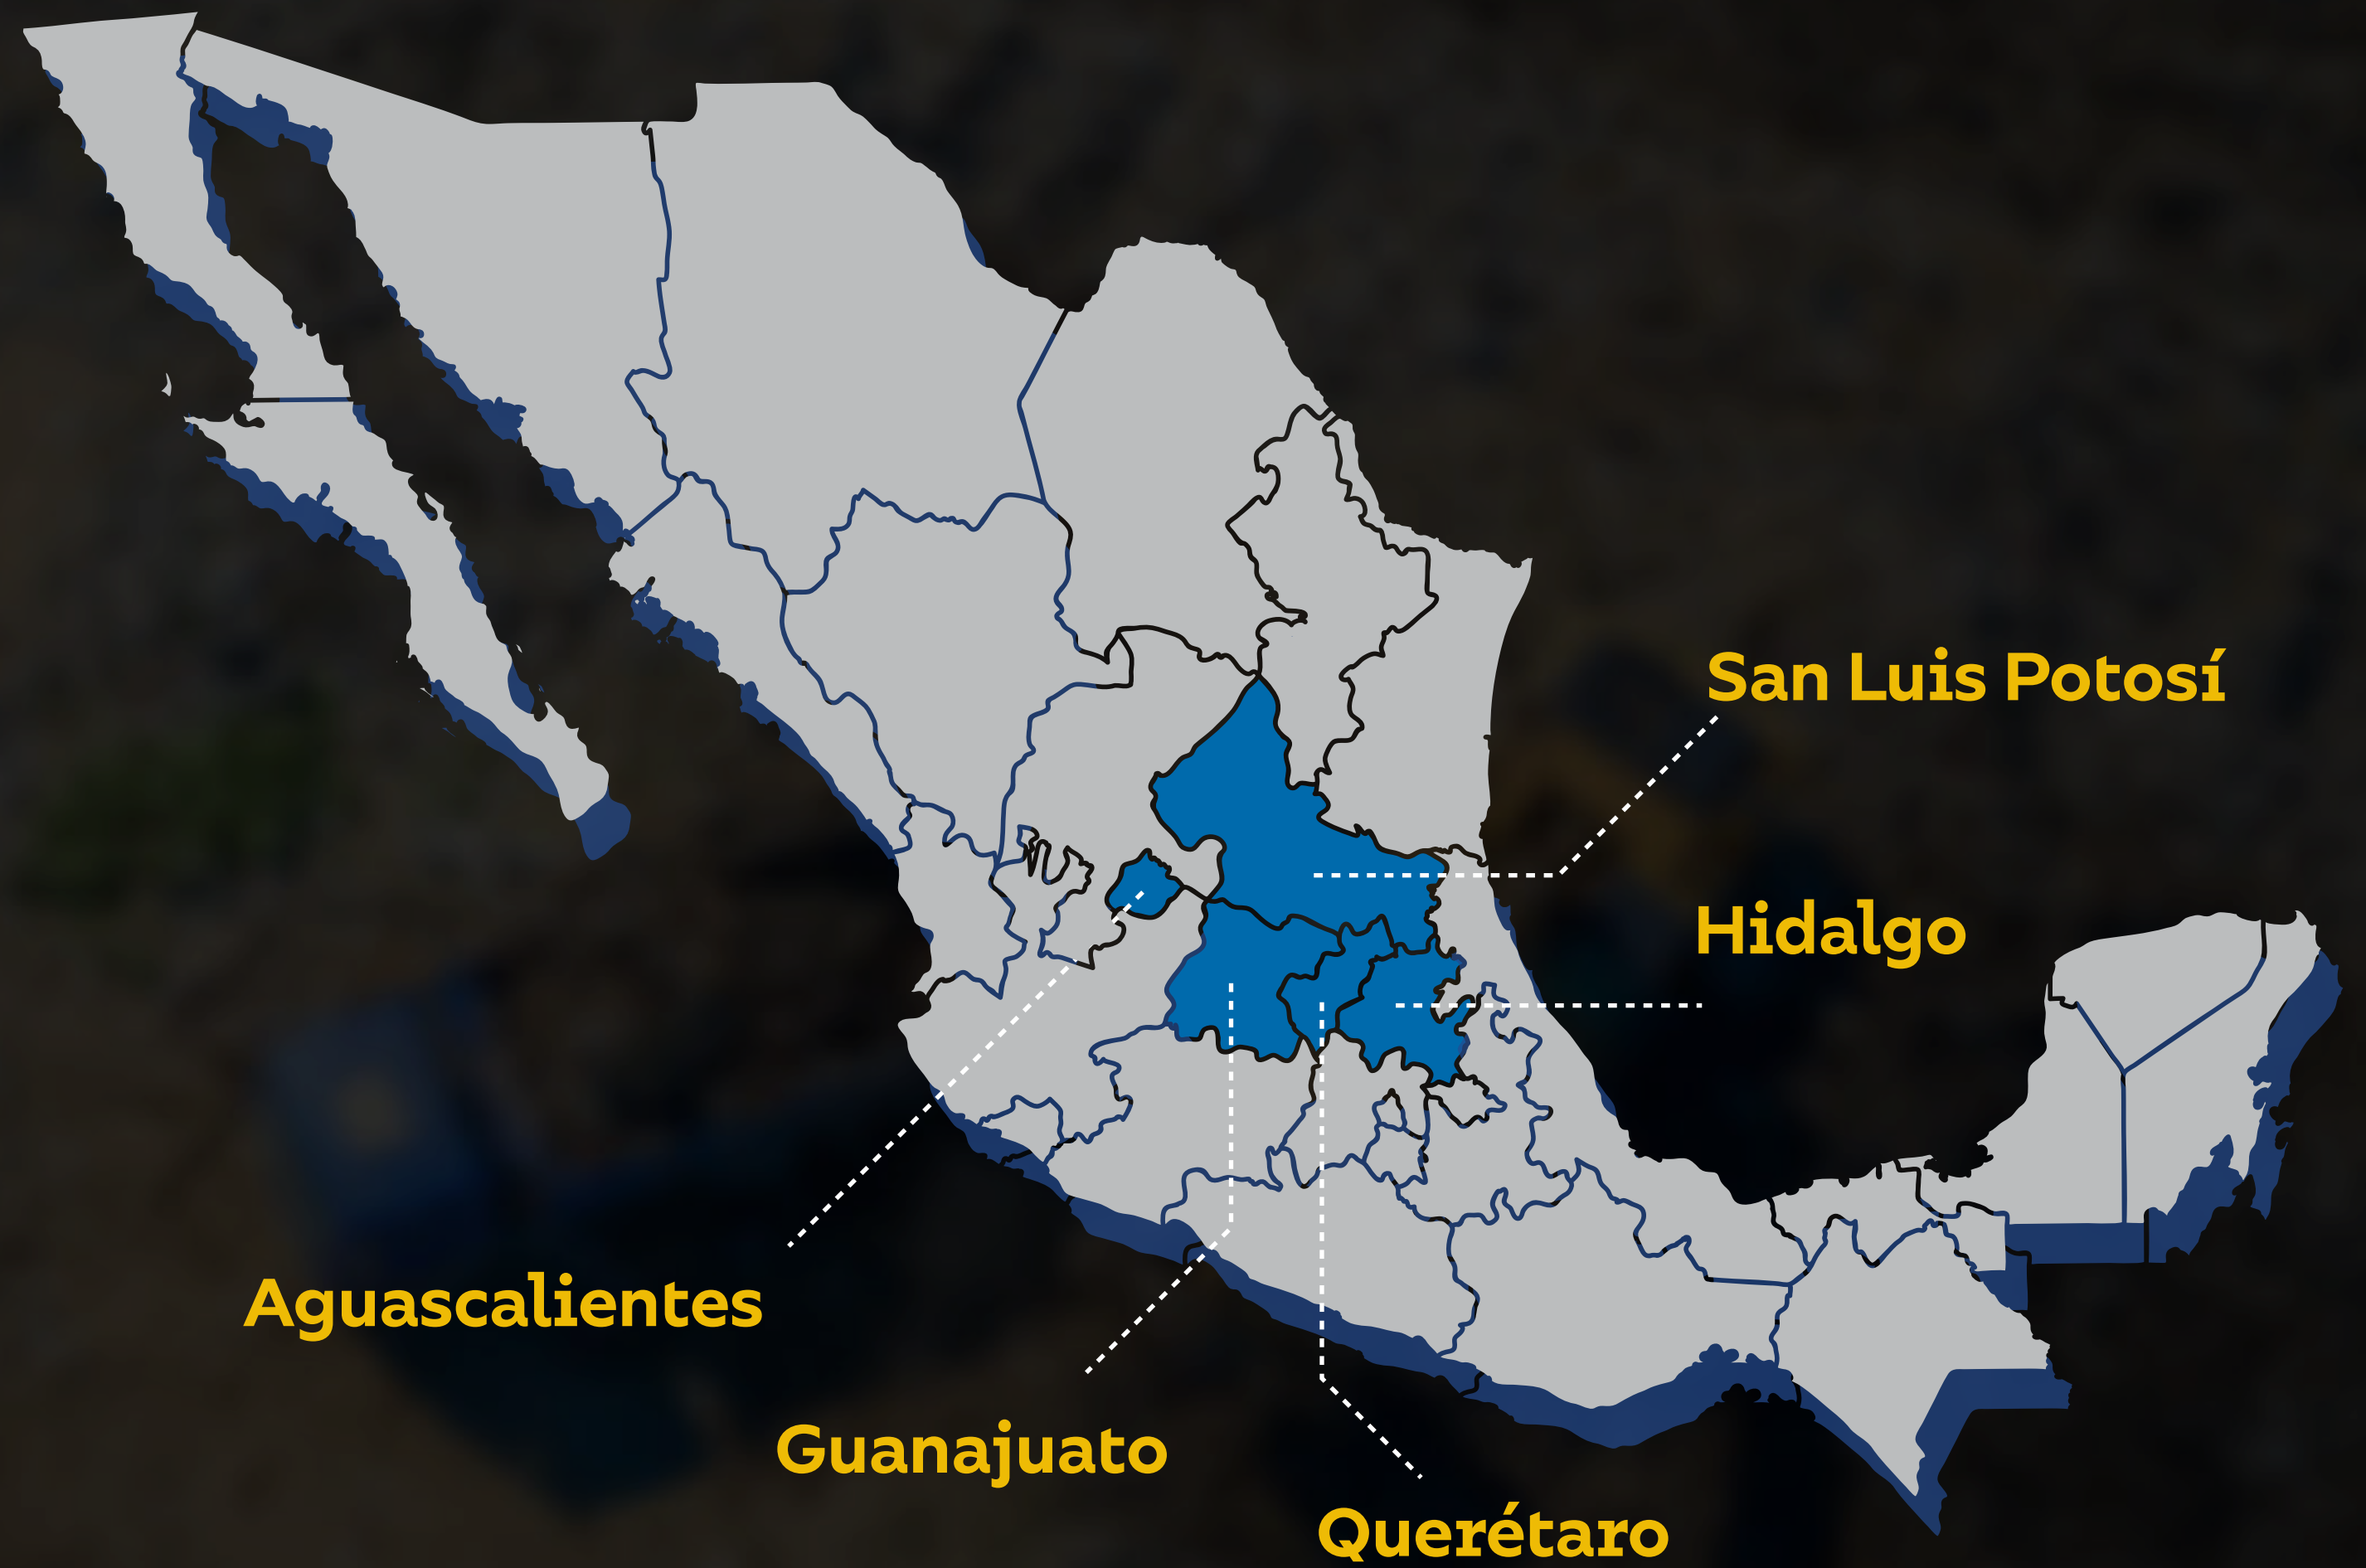 San Luis Potosí
Hidalgo
Aguascalientes
Guanajuato
Querétaro